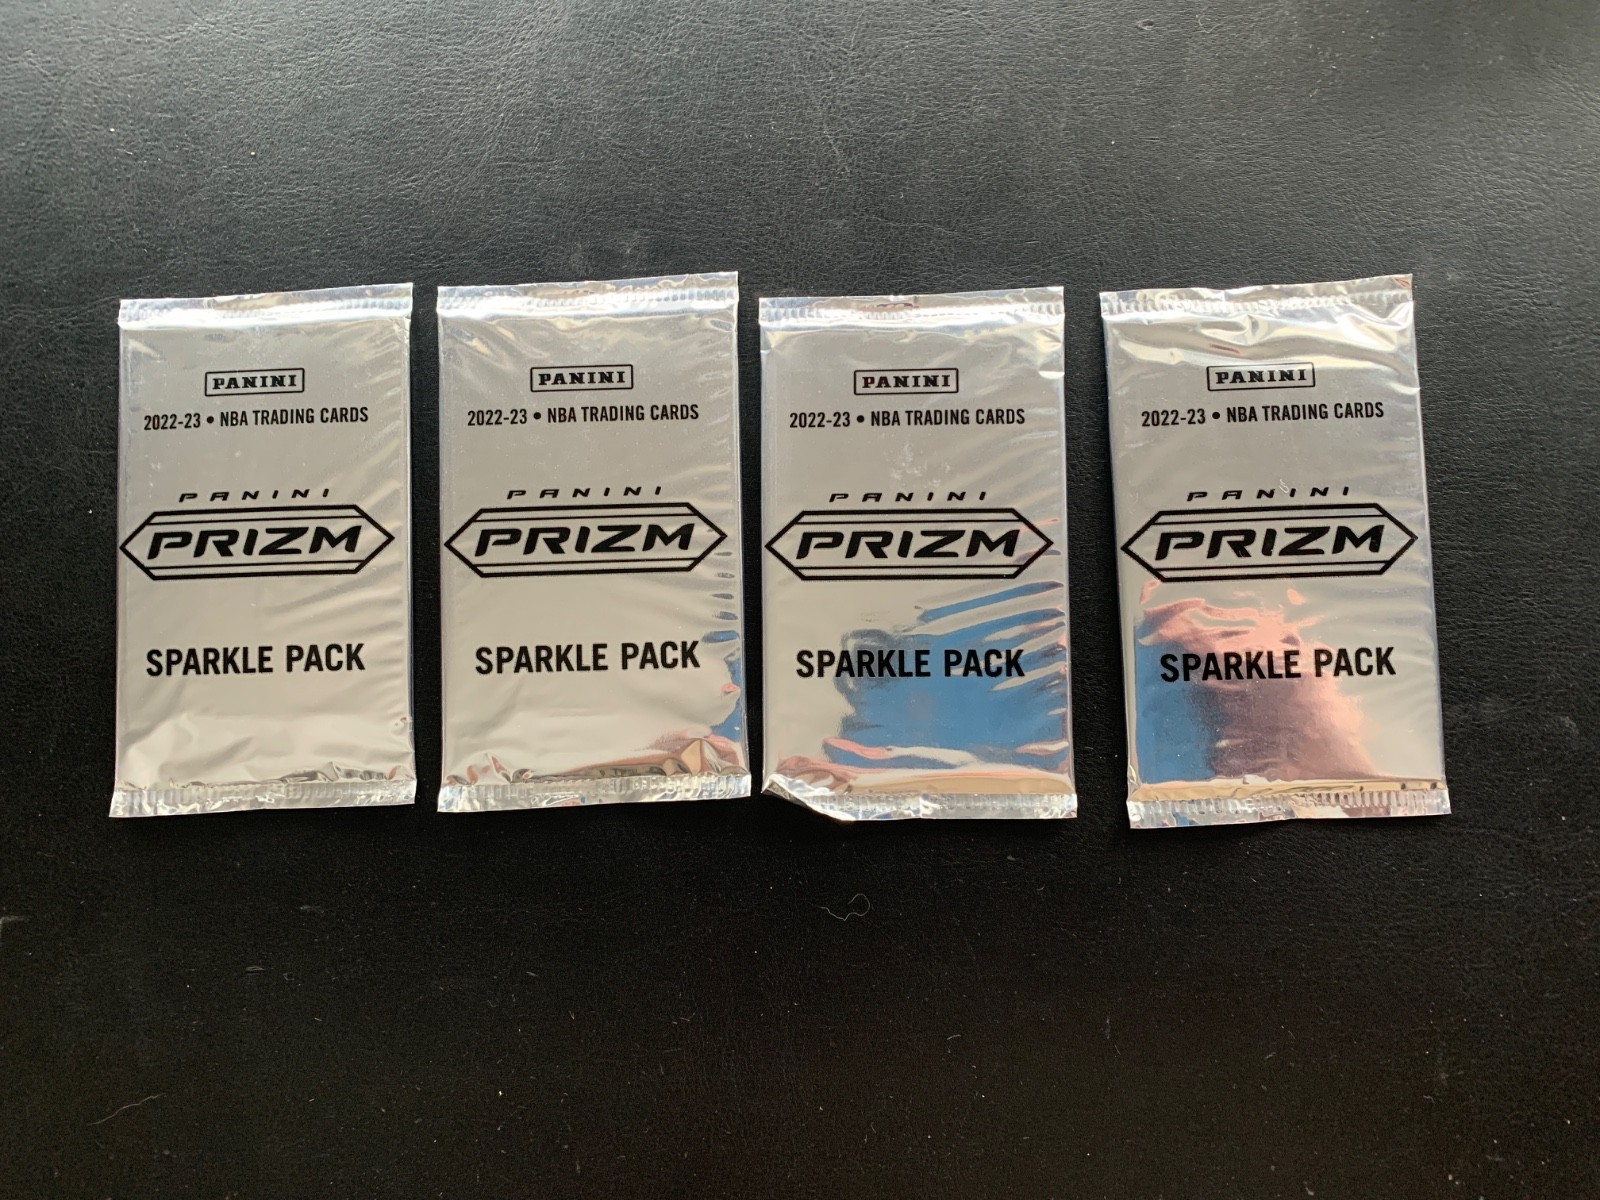 PANINI
2022-23 • NBA TRADING CARDS
PANINI
PRIZM
SPARKLE PACK
PANINI
2022-23 • NBA TRADING CARDS
PANINI
PRIZM
SPARKLE PACK
PANINI
2022-23 • NBA TRADING CARDS
PANINI
PRIZM
SPARKLE PACK
PANINI
2022-23 • NBA TRADING CARDS
PANINI
PRIZM
SPARKLE PACK